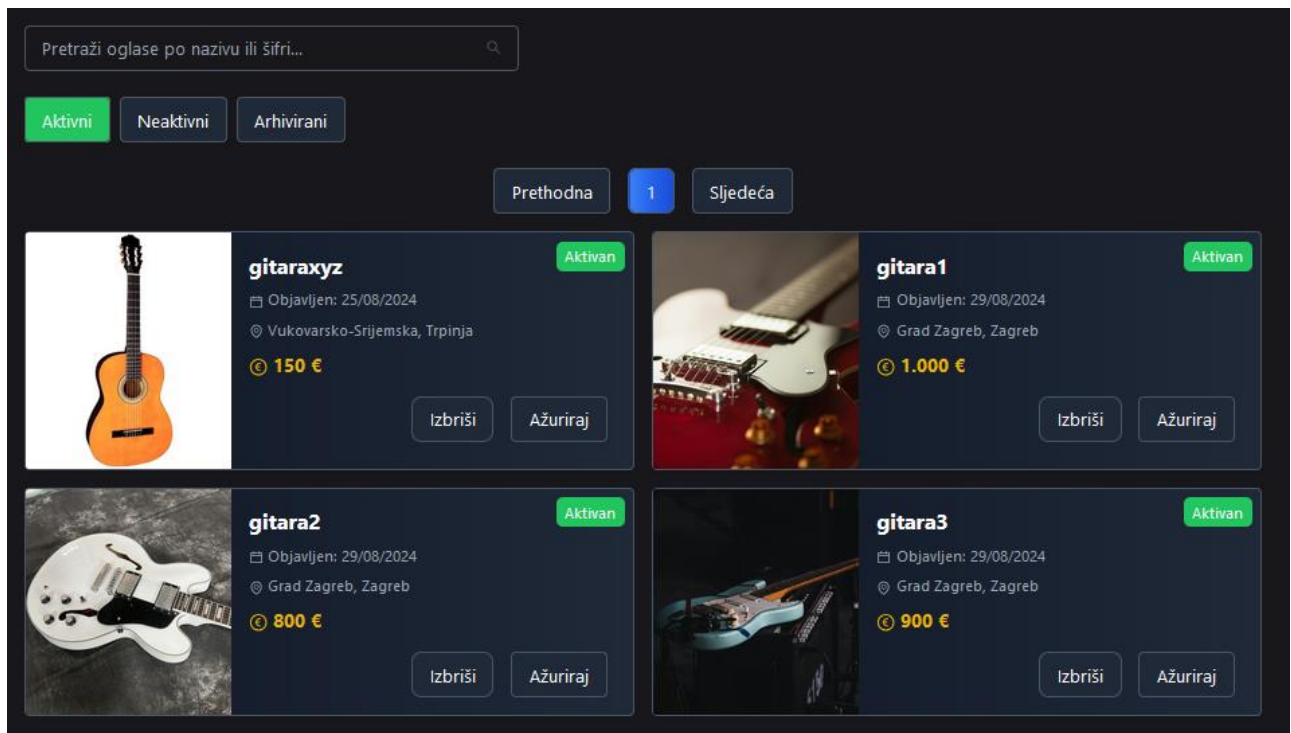 Pretraži oglase po nazivu ili šifri...
Aktivni
Neaktivni
Arhivirani
Prethodna
1
Sljedeća
gitaraxyz
Aktivan
Objavljen: 25/08/2024
Vukovarsko-Srijemska, Trpinja
150 €
Izbriši
Ažuriraj
gitara1
Aktivan
Objavljen: 29/08/2024
Grad Zagreb, Zagreb
1.000 €
Izbriši
Ažuriraj
gitara2
Aktivan
Objavljen: 29/08/2024
Grad Zagreb, Zagreb
800 €
Izbriši
Ažuriraj
gitara3
Aktivan
Objavljen: 29/08/2024
Grad Zagreb, Zagreb
900 €
Izbriši
Ažuriraj